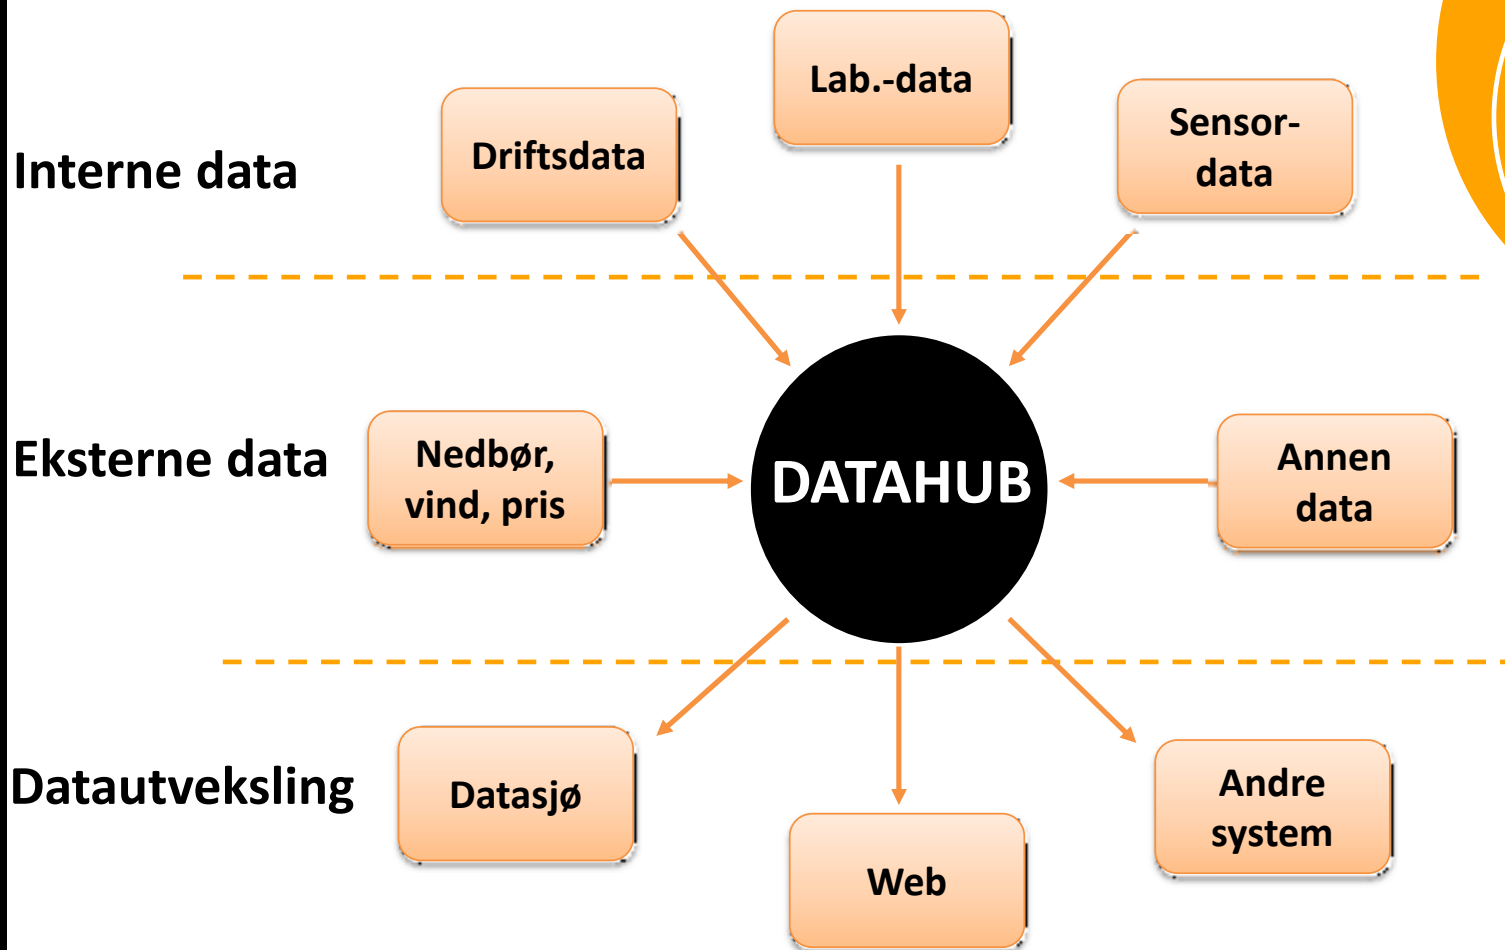 Lab.-data
Sensor-
data
Driftsdata
Interne data
Eksterne data
Nedbør,
vind, pris
DATAHUB
Annen
data
Datautveksling
Datasjø
Web
Andre
system